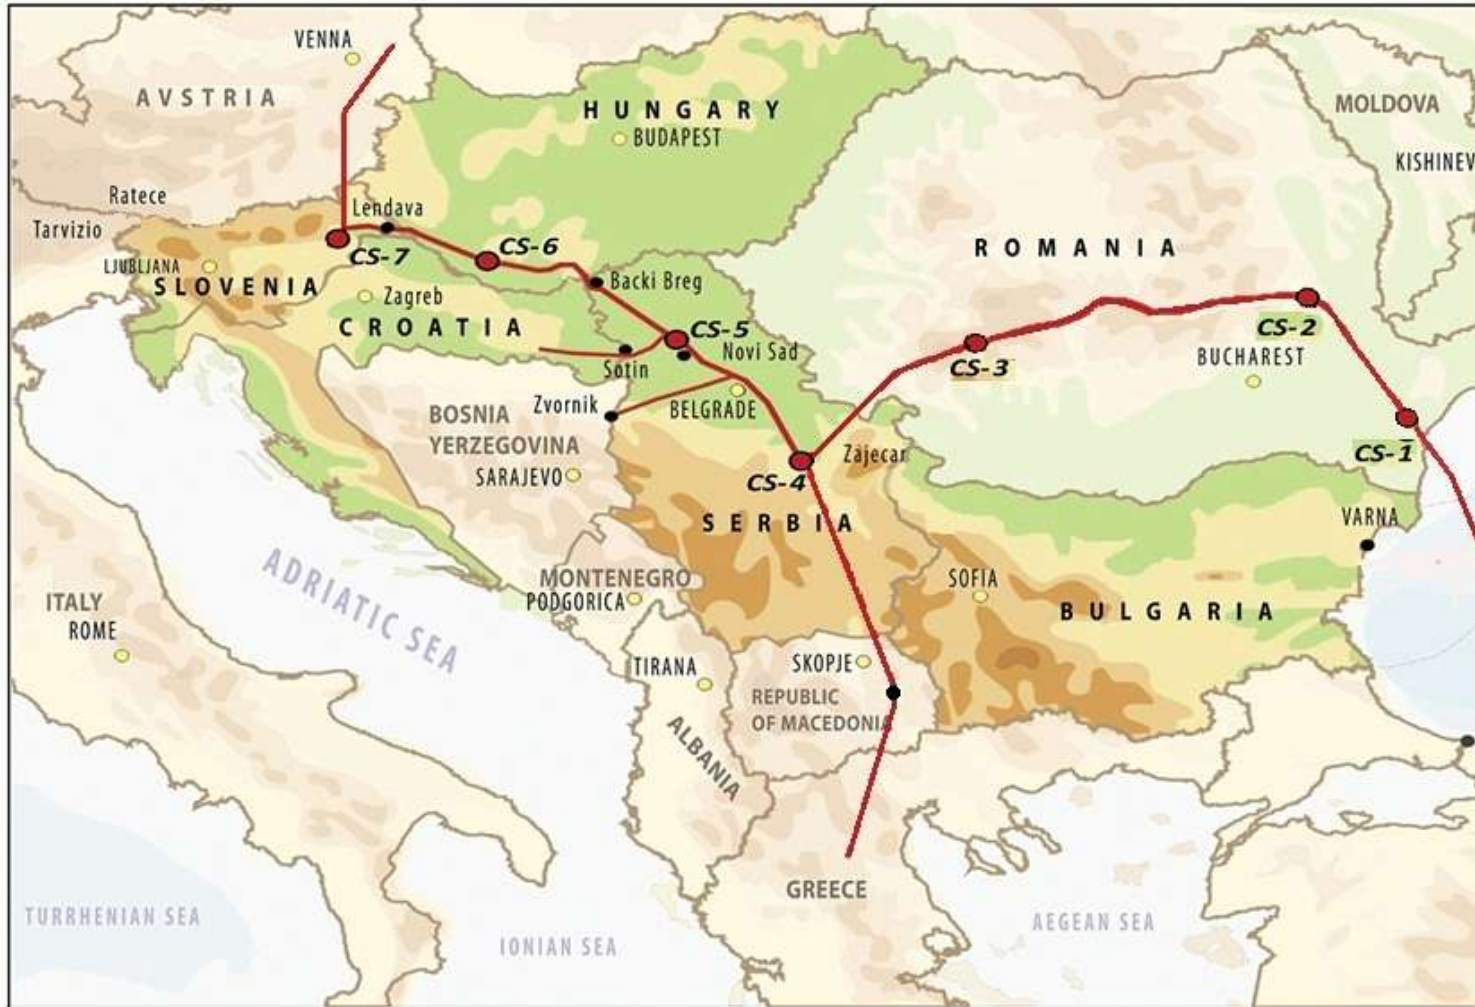 VENNA
AVSTRIA
HUNGARY
BUDAPEST
MOLDOVA
KISHINEV
Ratece
Tarvizio
Lendava
CS-7
CS-6
LJUBLJANA
SLOVENIA
Zagreb
CROATIA
Backi Breg
ROMANIA
CS-5
Novi Sad
Sotin
CS-3
CS-2
BUCHAREST
Zvornik
BELGRADE
BOSNIA
YERZEGOVINA
SARAJEVO
Zajecar
CS-4
CS-1
SERBIA
VARNA
ADRIATIC SEA
MONTENEGRO
PODGORICA
SOFIA
BULGARIA
ITALY
ROME
TIRANA
SKOPJE
REPUBLIC
OF MACEDONIA
ALBANIA
GREECE
TURRHENIAN SEA
IONIAN SEA
AEGEAN SEA